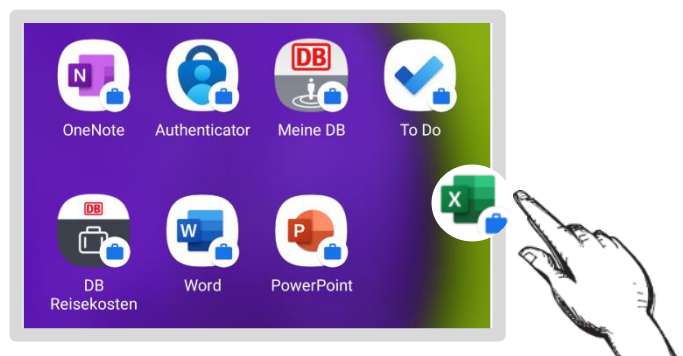 N
DB
OneNote
Authenticator
Meine DB
To Do
DB
W
P
X
DB
Reisekosten
Word
PowerPoint